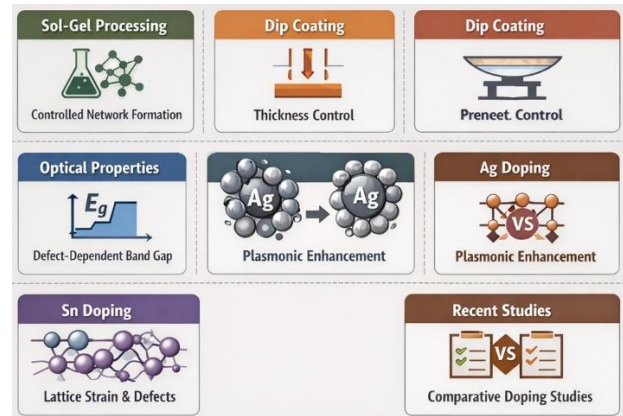 Sol-Gel Processing
Controlled Network Formation
Dip Coating
Thickness Control
Dip Coating
Preneet. Control
Optical Properties
Eg
Defect-Dependent Band Gap
Ag
Ag
Plasmonic Enhancement
Ag Doping
VS
Plasmonic Enhancement
Sn Doping
Lattice Strain & Defects
Recent Studies
VS
Comparative Doping Studies